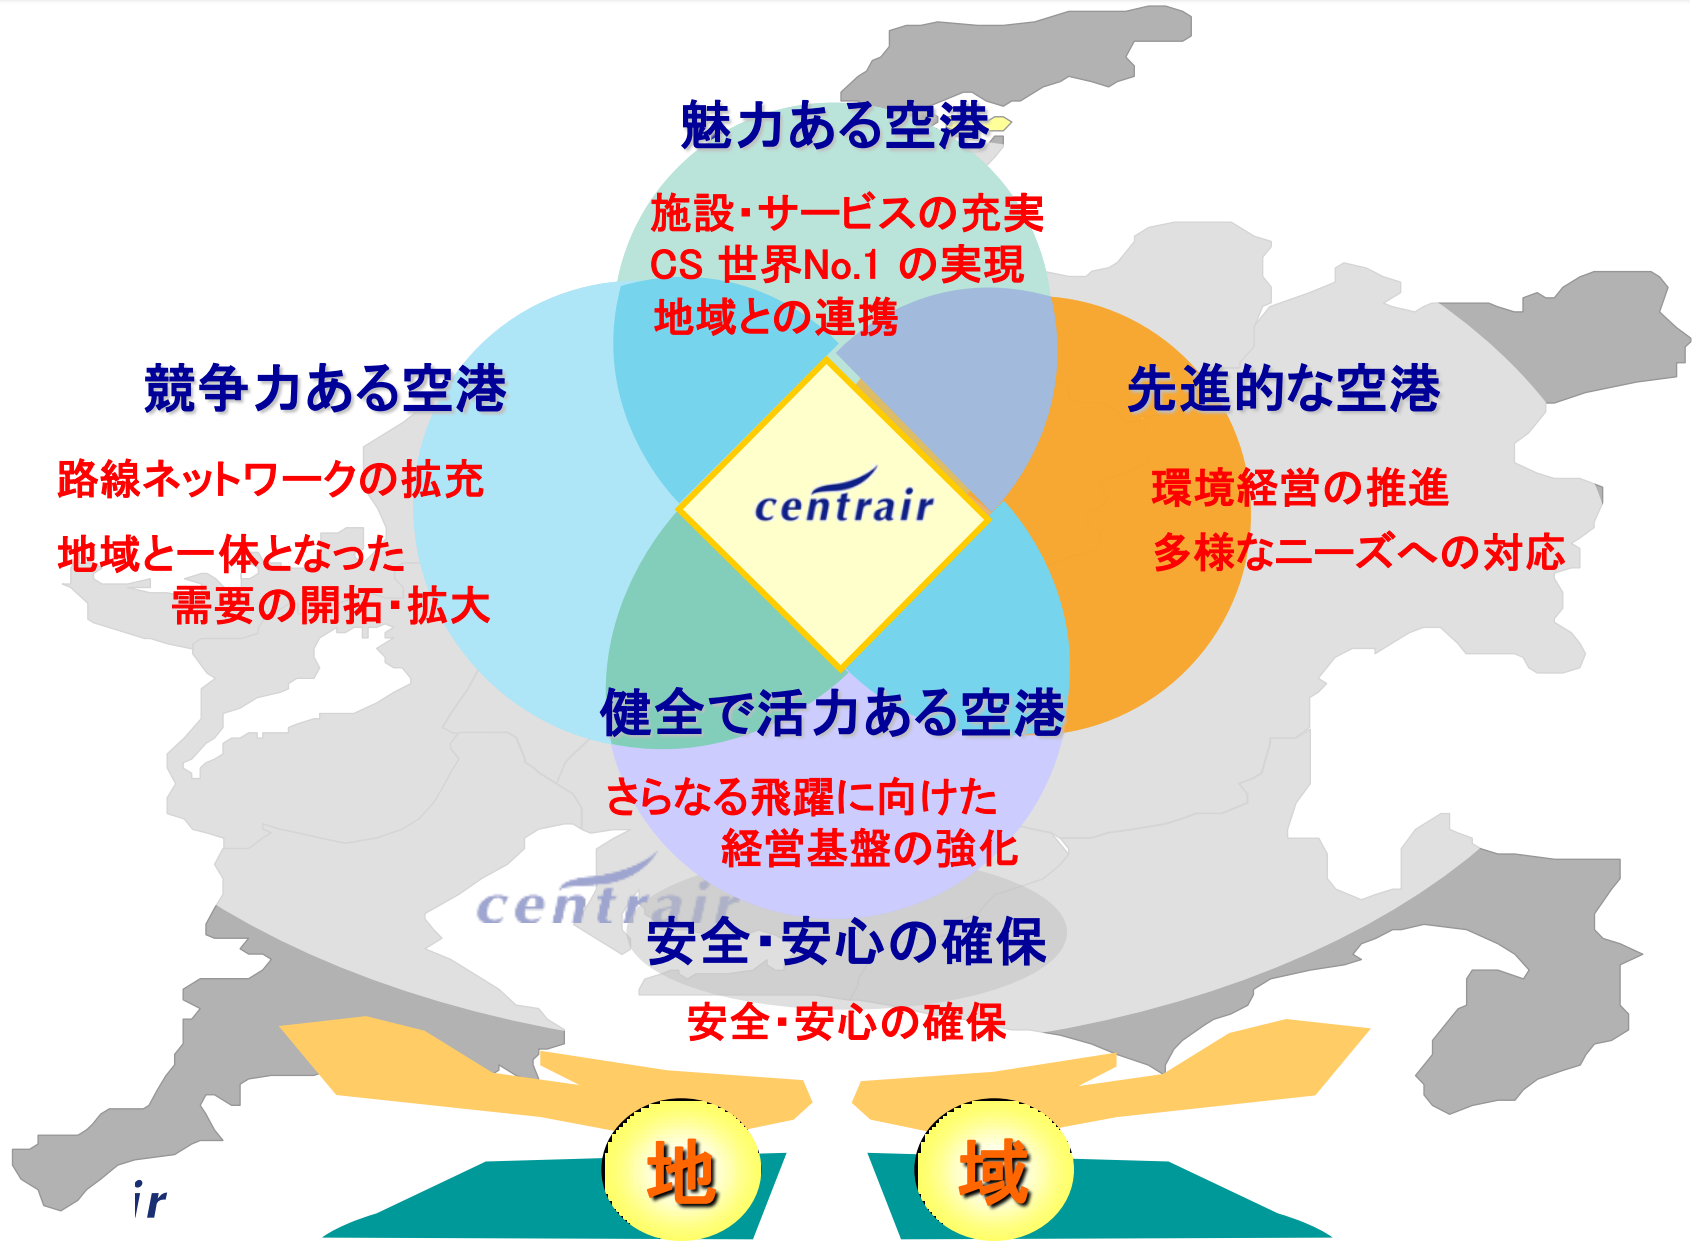 魅力ある空港
施設・サービスの充実
CS 世界No.1 の実現
地域との連携
競争力ある空港
路線ネットワークの拡充
地域と一体となった
需要の開拓・拡大
centrair
先進的な空港
環境経営の推進
多様なニーズへの対応
健全で活力ある空港
さらなる飛躍に向けた
経営基盤の強化
centrair
安全・安心の確保
安全・安心の確保
地域
ir